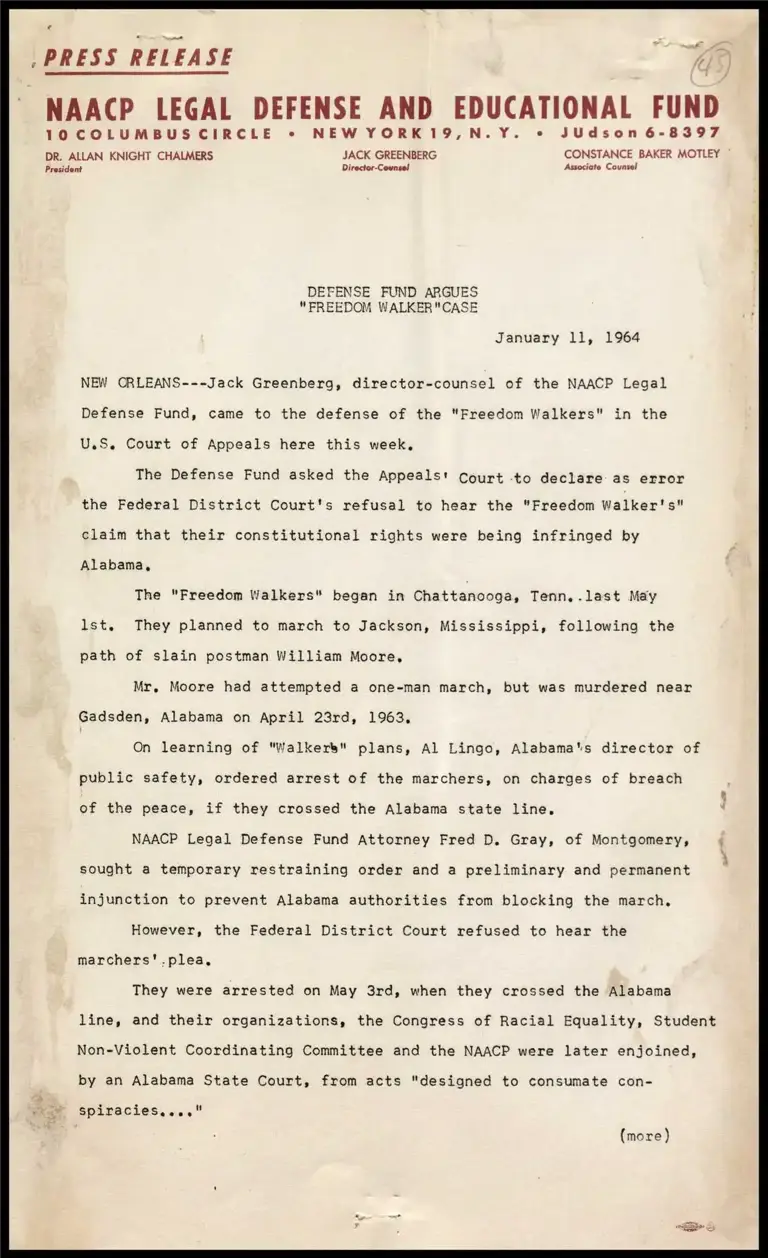 PRESS RELEASE
45
NAACP LEGAL DEFENSE AND EDUCATIONAL FUND
10 COLUMBUS CIRCLE • NEW YORK 19, N. Y. • JUdson 6-8397
DR. ALLAN KNIGHT CHALMERS JACK GREENBERG CONSTANCE BAKER MOTLEY
President Director-Counsel Associate Counsel
DEFENSE FUND ARGUES
"FREEDOM WALKER"CASE
January 11, 1964
NEW ORLEANS---Jack Greenberg, director-counsel of the NAACP Legal
Defense Fund, came to the defense of the "Freedom Walkers" in the
U.S. Court of Appeals here this week.
The Defense Fund asked the Appeals' Court to declare as error
the Federal District Court's refusal to hear the "Freedom Walker's"
claim that their constitutional rights were being infringed by
Alabama.
The "Freedom Walkers" began in Chattanooga, Tenn..last May
1st. They planned to march to Jackson, Mississippi, following the
path of slain postman William Moore.
Mr. Moore had attempted a one-man march, but was murdered near
Gadsden, Alabama on April 23rd, 1963.
On learning of "Walkers" plans, Al Lingo, Alabama's director of
public safety, ordered arrest of the marchers, on charges of breach
of the peace, if they crossed the Alabama state line.
NAACP Legal Defense Fund Attorney Fred D. Gray, of Montgomery,
sought a temporary restraining order and a preliminary and permanent
injunction to prevent Alabama authorities from blocking the march.
However, the Federal District Court refused to hear the
marchers' plea.
They were arrested on May 3rd, when they crossed the Alabama
line, and their organizations, the Congress of Racial Equality, Student
Non-Violent Coordinating Committee and the NAACP were later enjoined,
by an Alabama State Court, from acts "designed to consumate con-
spiracies...."
(more)